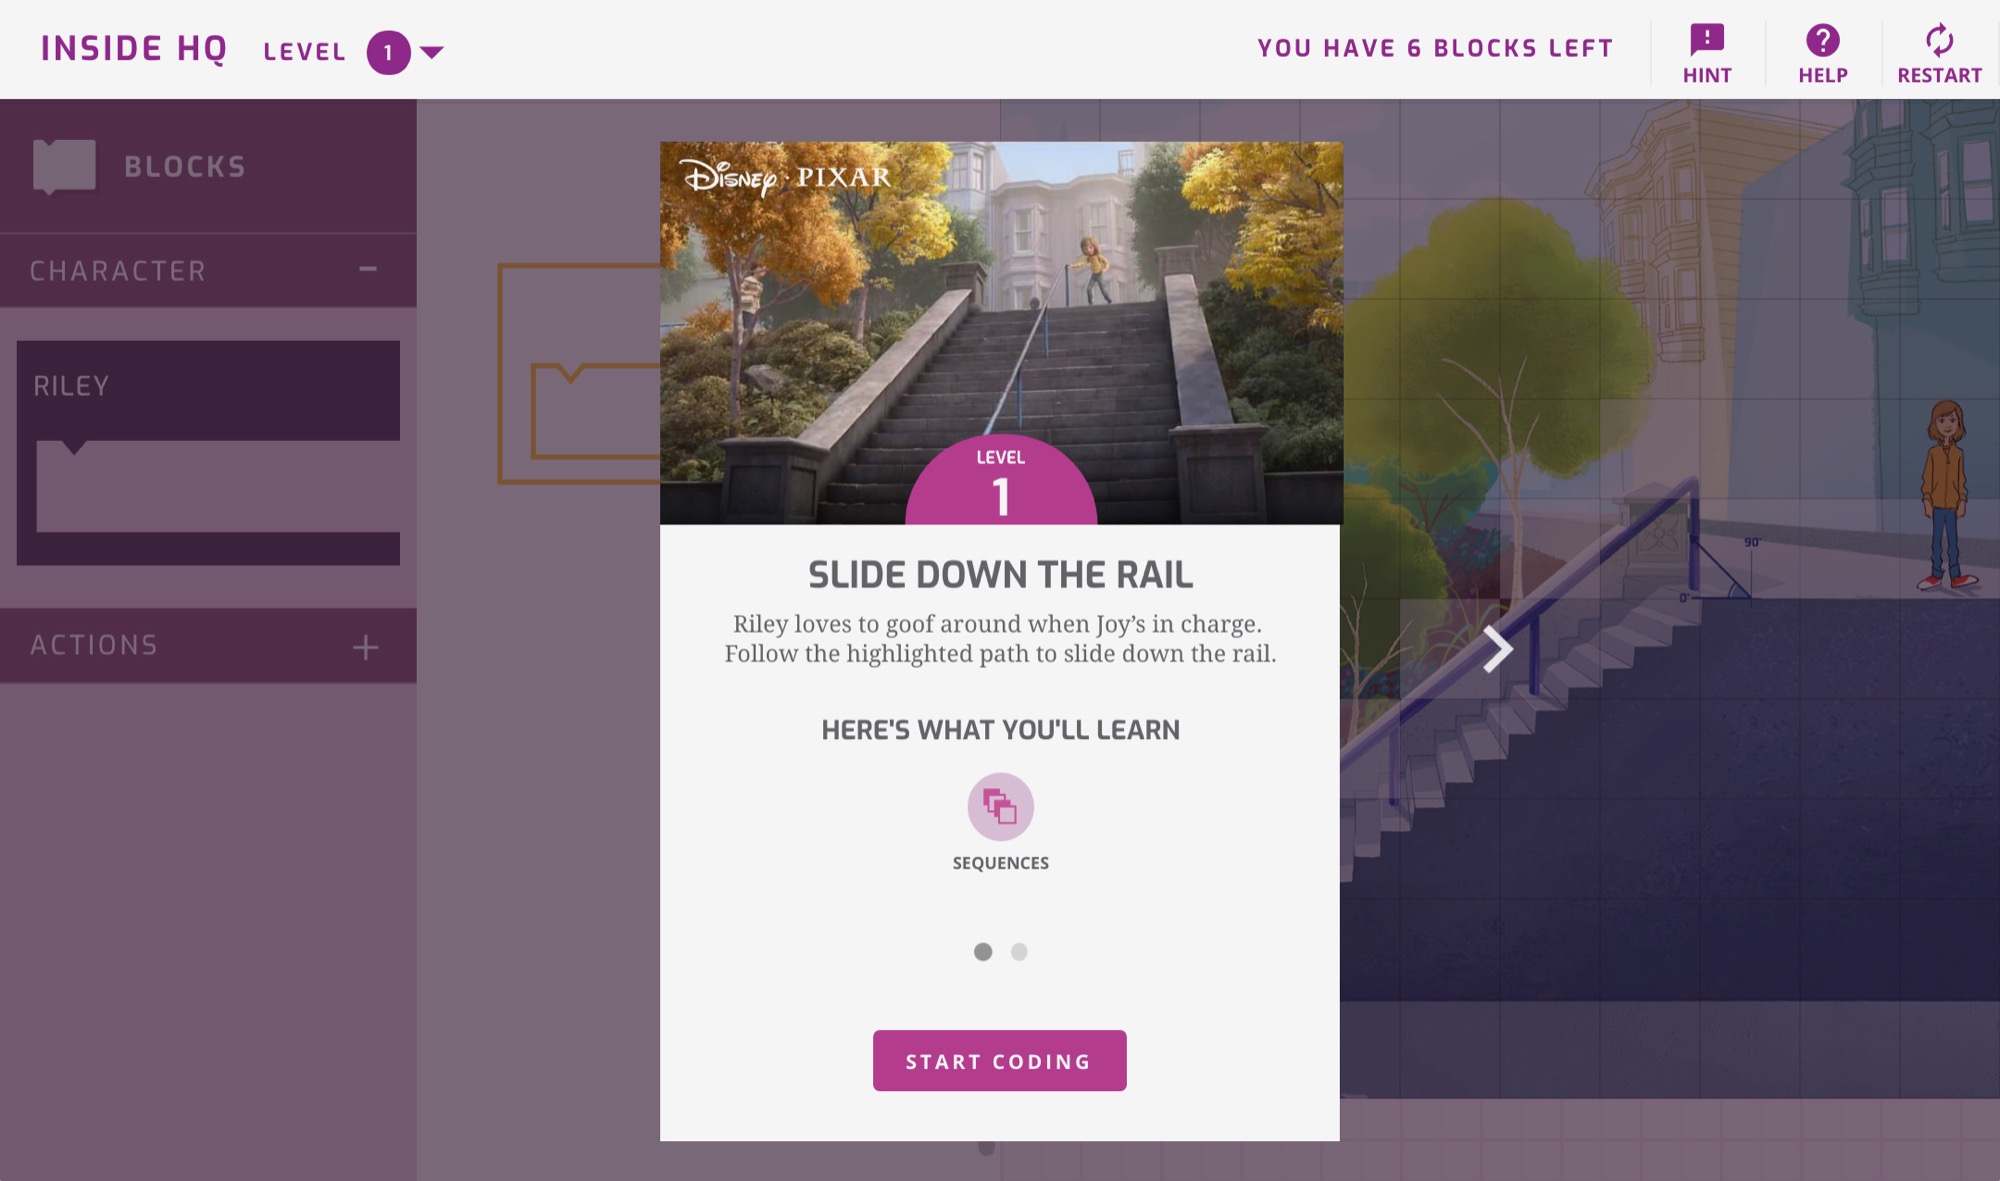 INSIDE HQ
LEVEL 1
YOU HAVE 6 BLOCKS LEFT
HINT
HELP
RESTART
BLOCKS
CHARACTER
RILEY
ACTIONS
Disney · PIXAR
LEVEL
1
SLIDE DOWN THE RAIL
Riley loves to goof around when Joy’s in charge.
Follow the highlighted path to slide down the rail.
HERE'S WHAT YOU'LL LEARN
SEQUENCES
START CODING
90°
0°